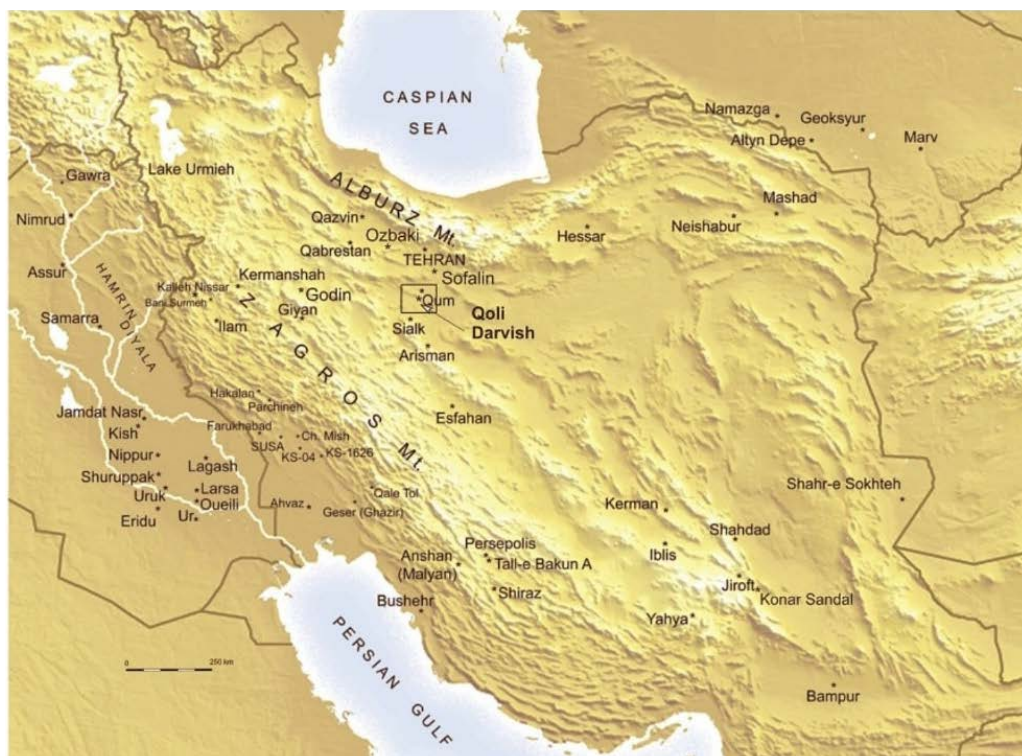 CASPIAN
SEA
Namazga
Geoksyur
Altyn Depe
Marv
Gawra
Lake Urmieh
Nimrud
ALBURZ Mt.
Mashad
Qazvin
Neishabur
Ozbaki
Hessar
Qabrestan
TEHRAN
Assur
Sofalin
HAMRIN
Kermanshah
Kalleh Nissar
Godin
Bani Surmeh
Qum
DIYALA
Giyan
Qoli
Darvish
Samarra
Ilam
Sialk
Arisman
ZAGROS Mt.
Hakalan
Parchineh
Esfahan
Jamdat Nasr
Farukhabad
Kish
SUSA
Ch. Mish
KS-04
KS-1626
Nippur
Lagash
Shuruppak
Uruk
Larsa
Oueili
Qale Tol
Shahr-e Sokhteh
Eridu
Ur
Ahvaz
Geser (Ghazir)
Kerman
Shahdad
Persepolis
Iblis
Anshan
(Malyan)
Tall-e Bakun A
Jiroft
Shiraz
Konar Sandal
Bushehr
Yahya
PERSIAN GULF
0
250 km
Bampur